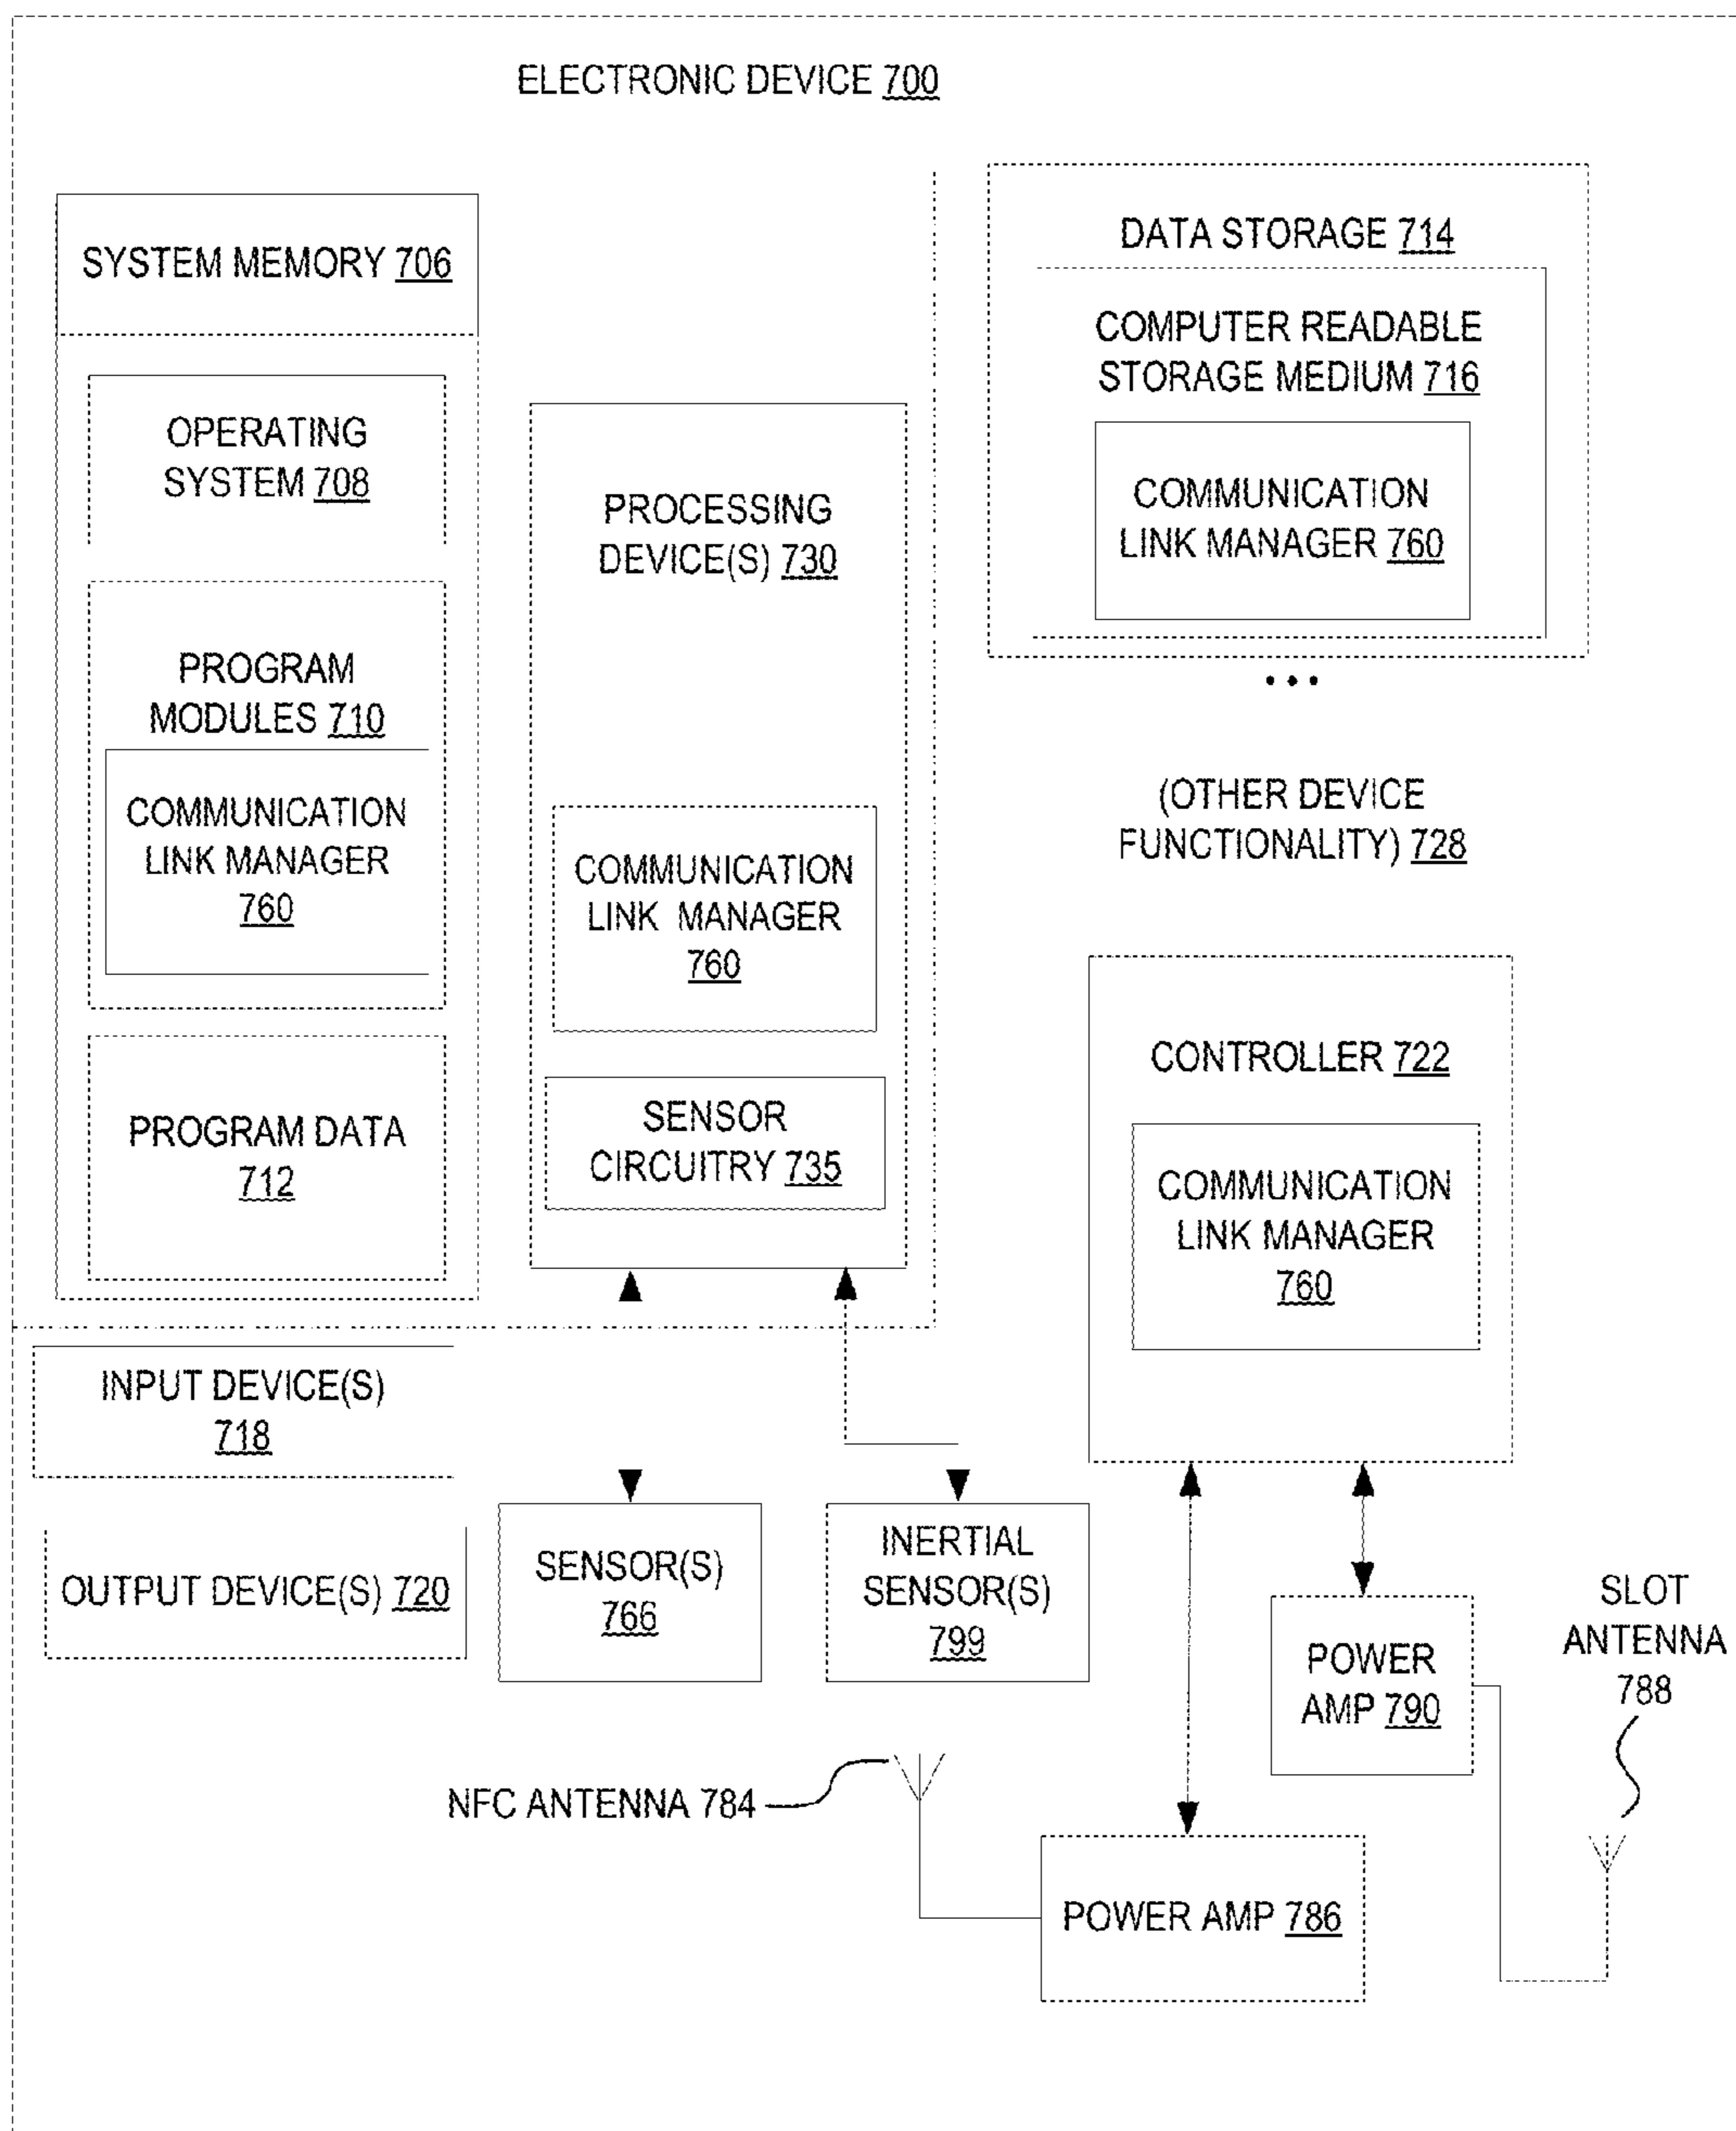 ELECTRONIC DEVICE 700
SYSTEM MEMORY 706
OPERATING
SYSTEM 708
PROGRAM
MODULES 710
COMMUNICATION
LINK MANAGER
760
PROGRAM DATA
712
PROCESSING
DEVICE(S) 730
COMMUNICATION
LINK MANAGER
760
SENSOR
CIRCUITRY 735
DATA STORAGE 714
COMPUTER READABLE
STORAGE MEDIUM 716
COMMUNICATION
LINK MANAGER 760
•••
(OTHER DEVICE
FUNCTIONALITY) 728
CONTROLLER 722
COMMUNICATION
LINK MANAGER
760
INPUT DEVICE(S)
718
OUTPUT DEVICE(S) 720
SENSOR(S)
766
INERTIAL
SENSOR(S)
799
POWER
AMP 790
SLOT
ANTENNA
788
NFC ANTENNA 784
POWER AMP 786